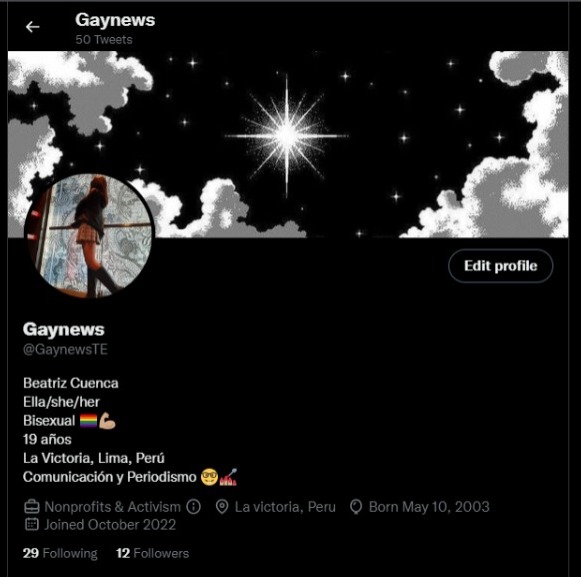 Gaynews
50 Tweets
Edit profile
Gaynews
@GaynewsTE
Beatriz Cuenca
Ella/she/her
Bisexual 🏳️‍🌈💪🏽
19 años
La Victoria, Lima, Perú
Comunicación y Periodismo 🤓💅🏽
Nonprofits & Activism La victoria, Peru Born May 10, 2003
Joined October 2022
29 Following 12 Followers